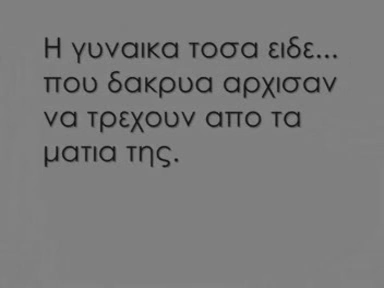 Η γυναικα τοσα ειδε...
που δακρυα αρχισαν
να τρεχουν απο τα
ματια της.